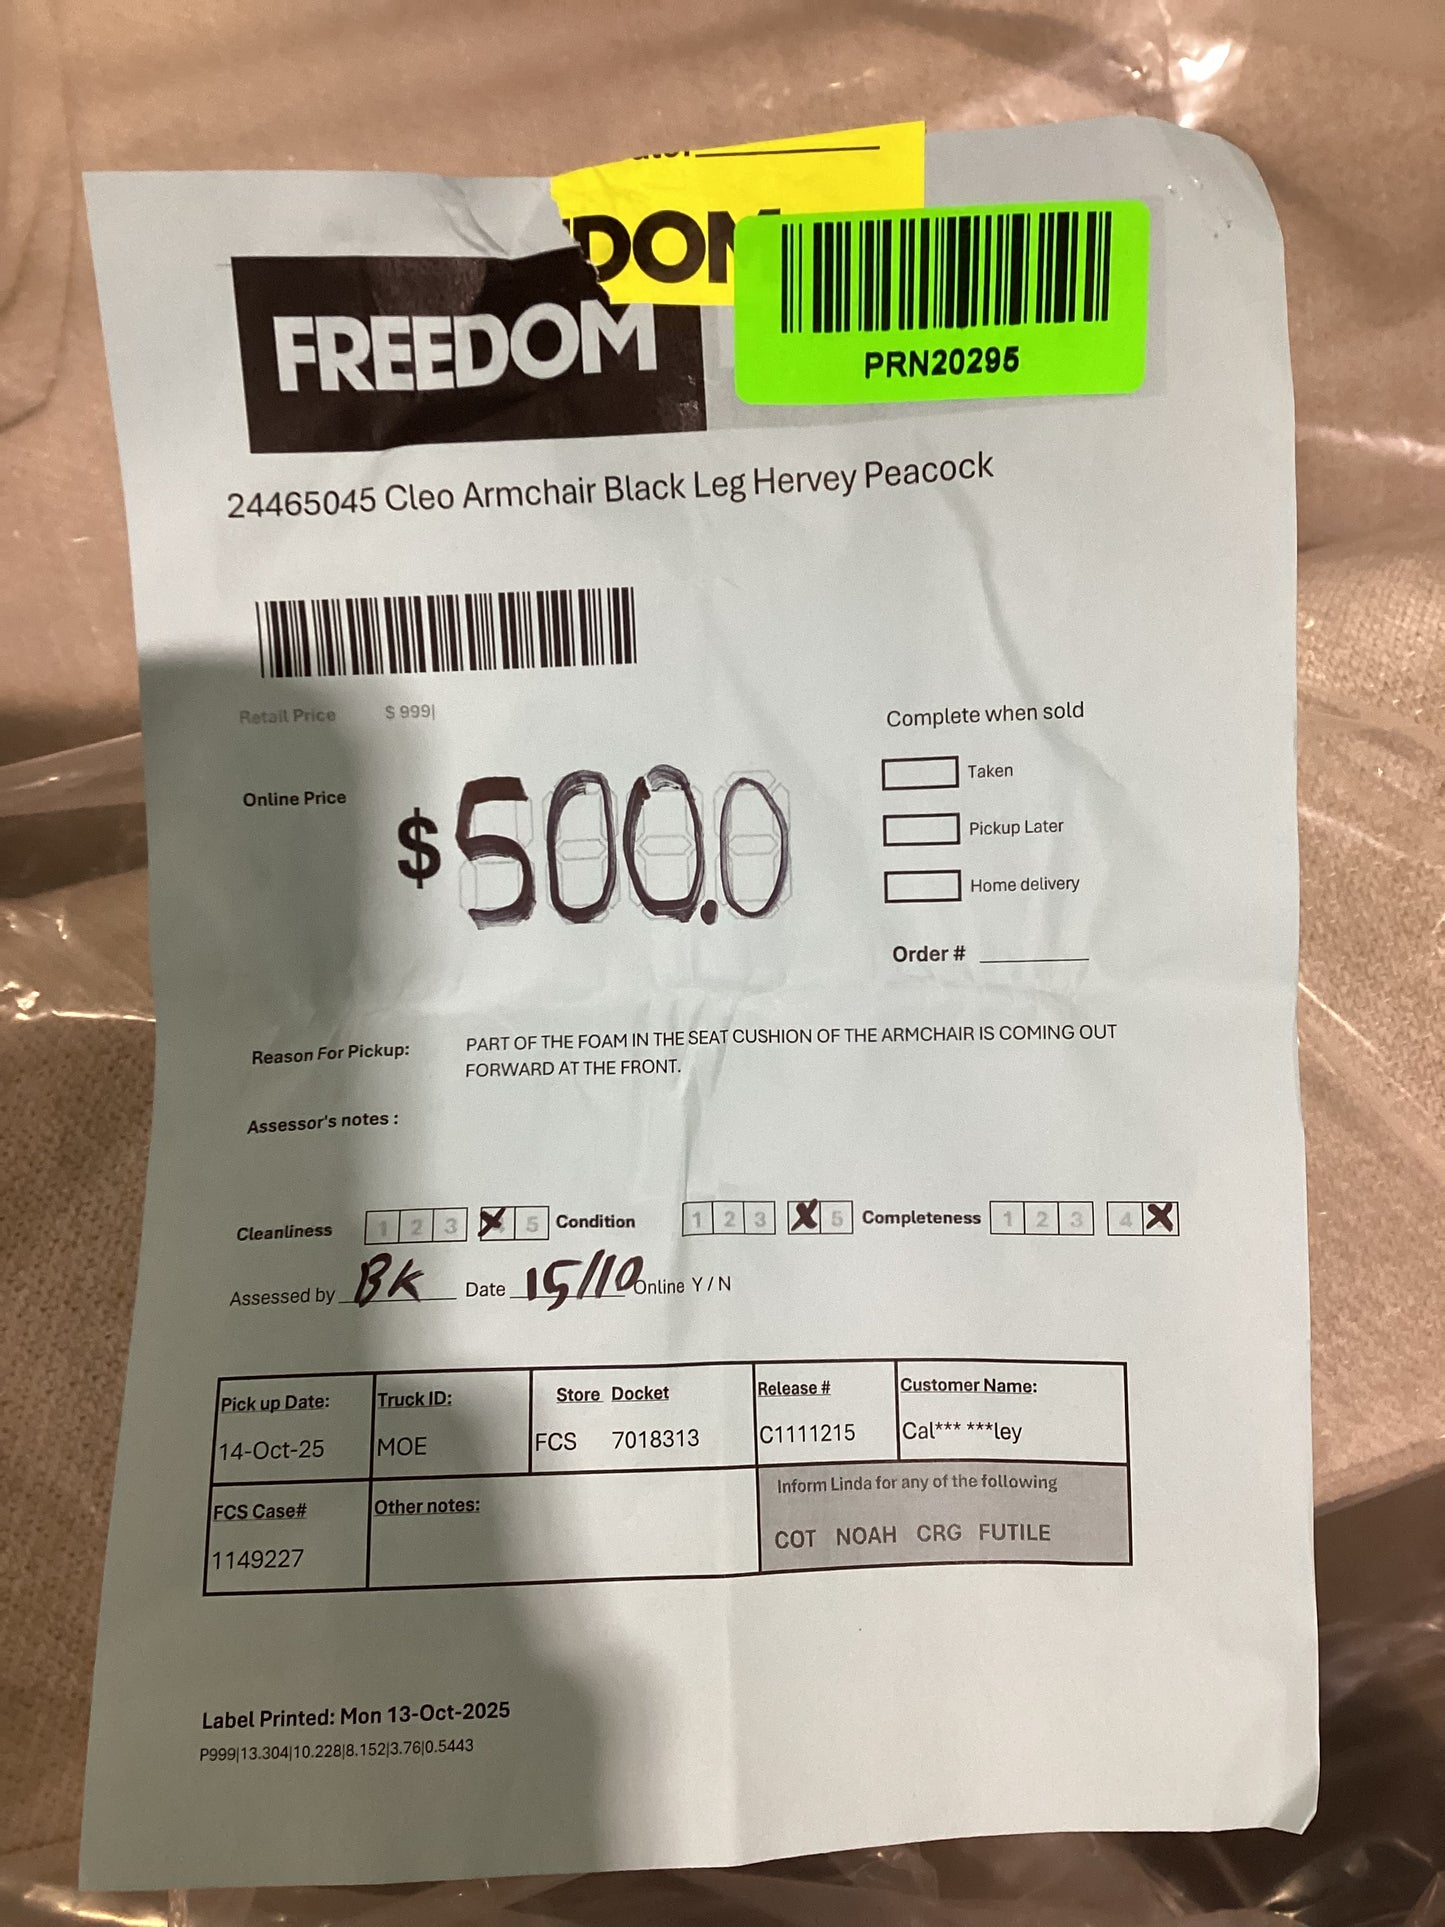 DOM
FREEDOM
PRN20295
24465045 Cleo Armchair Black Leg Hervey Peacock
Retail Price $ 999|
Complete when sold
Online Price $ 500.0
Taken
Pickup Later
Home delivery
Order #
Reason For Pickup: PART OF THE FOAM IN THE SEAT CUSHION OF THE ARMCHAIR IS COMING OUT
FORWARD AT THE FRONT.
Assessor's notes :
Cleanliness 1 2 3 X 5 Condition 1 2 3 X 5 Completeness 1 2 3 4 X
Assessed by BK Date 15/10 Online Y / N
Pick up Date: Truck ID: Store Docket Release # Customer Name:
14-Oct-25 MOE FCS 7018313 C1111215 Cal*** ***ley
FCS Case# Other notes: Inform Linda for any of the following
1149227 COT NOAH CRG FUTILE
Label Printed: Mon 13-Oct-2025
P999|13.304|10.228|8.152|3.76|0.5443